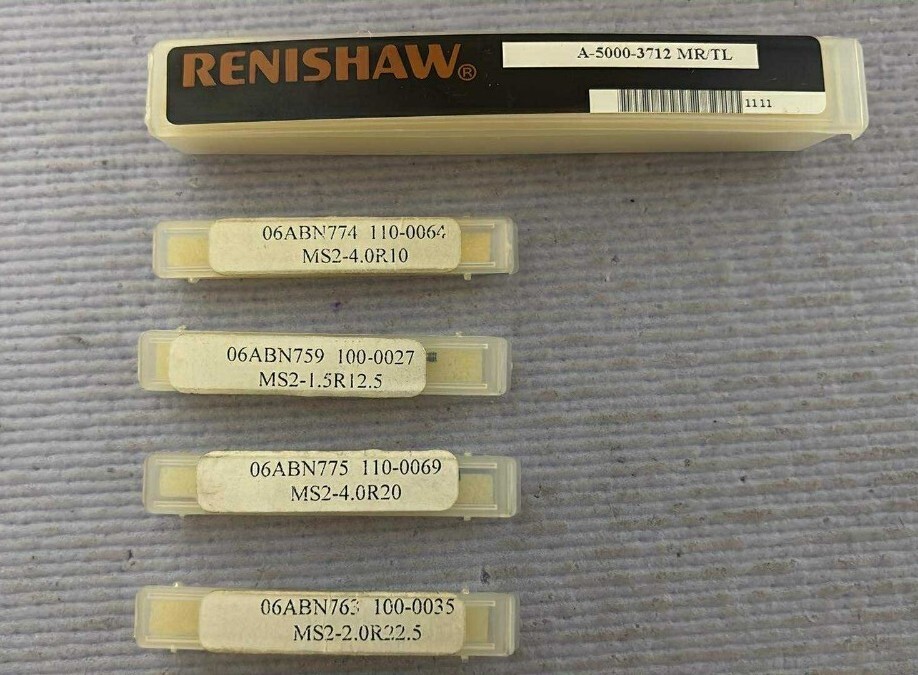 RENISHAW®
A-5000-3712 MR/TL
1111
06ABN774 110-0064
MS2-4.0R10
06ABN759 100-0027
MS2-1.5R12.5
06ABN775 110-0069
MS2-4.0R20
06ABN763 100-0035
MS2-2.0R22.5